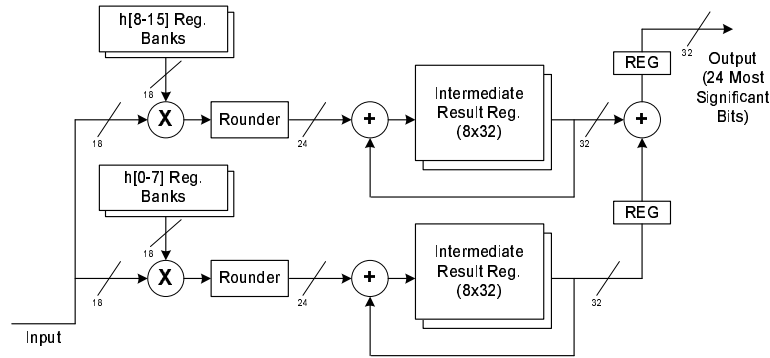 h[8-15] Reg.
Banks
18
18
X
Rounder
24
+
Intermediate
Result Reg.
(8x32)
32
+
REG
32
Output
(24 Most
Significant
Bits)
h[0-7] Reg.
Banks
18
18
X
Rounder
24
+
Intermediate
Result Reg.
(8x32)
32
REG
Input